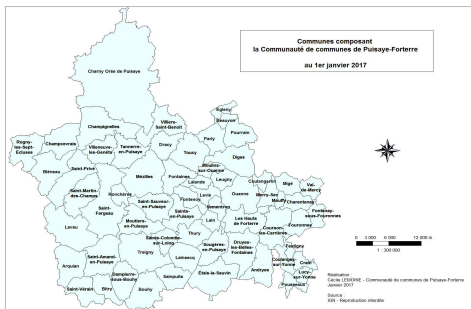 Communes composant
la Communauté de communes de Puisaye-Forterre
au 1er janvier 2017
Charny Orée de Puisaye
Champignelles
Villiers-
Saint-Benoit
Egleny
Beauvoir
Parly
Pourrain
Rogny-
les-Sept-
Écluses
Champcevrais
Villeneuve-
les-Genêts
Tannerre-
en-Puisaye
Dracy
Toucy
Diges
Bléneau
Saint-Privé
Mézilles
Fontaines
Moulins-
sur-Ouanne
Lalande
Leugny
Coulangeron
Migé
Val-
de-Mercy
Saint-Martin-
des-Champs
Ronchères
Saint-
Fargeau
Saint-Sauveur-
en-Puisaye
Fontenoy
Levis
Ouanne
Merry-Sec
Mouffy
Charentenay
Fontenay-
sous-Fouronnes
Lavau
Moutiers-
en-Puisaye
Saints-
en-Puisaye
Sementron
Lain
Les Hauts
de Forterre
Courson-
les-Carrières
Fouronnes
Sainte-Colombe-
sur-Loing
Thury
Saint-Amand-
en-Puisaye
Treigny
Lainsecq
Sougères-
en-Puisaye
Druyes-
les-Belles-
Fontaines
Festigny
Coulanges-
sur-Yonne
Crain
Lucy-
sur-Yonne
Arquian
Dampierre-
sous-Bouhy
Sainpuits
Étais-la-Sauvin
Andryes
Pousseaux
Saint-Vérain
Bitry
Bouhy
0 3 000 6 000 12 000 m
1 : 300 000
Réalisation :
Cécile LEMOINE - Communauté de communes de Puisaye-Forterre
Janvier 2017
Source :
IGN - Reproduction interdite